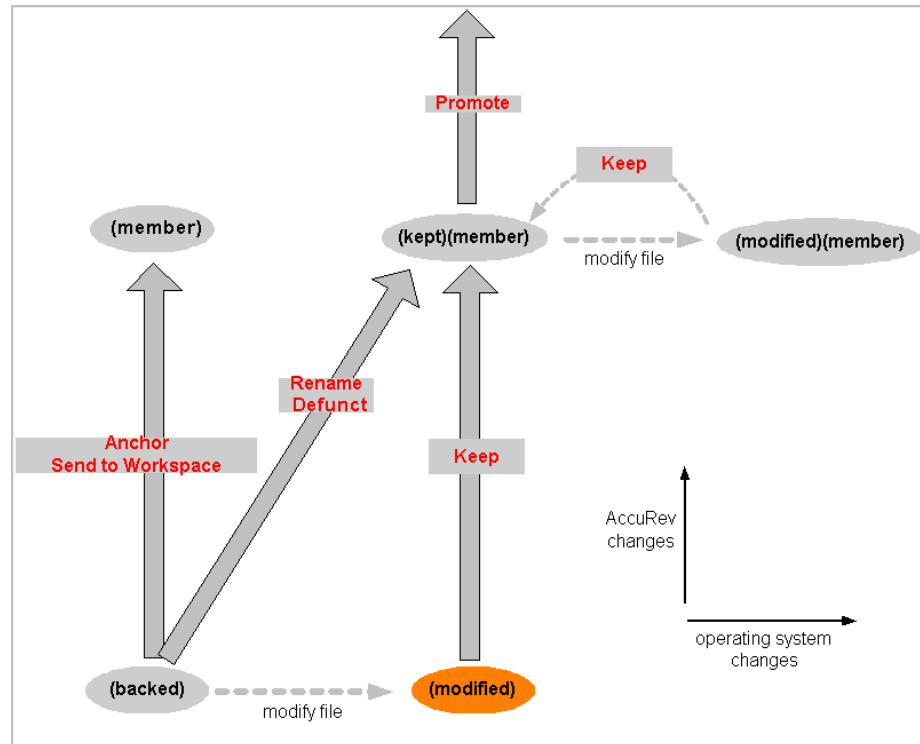 Promote
Keep
(member)
(kept)(member)
(modified)(member)
modify file
Rename
Defunct
Anchor
Send to Workspace
Keep
AccuRev
changes
operating system
changes
(backed)
(modified)
modify file